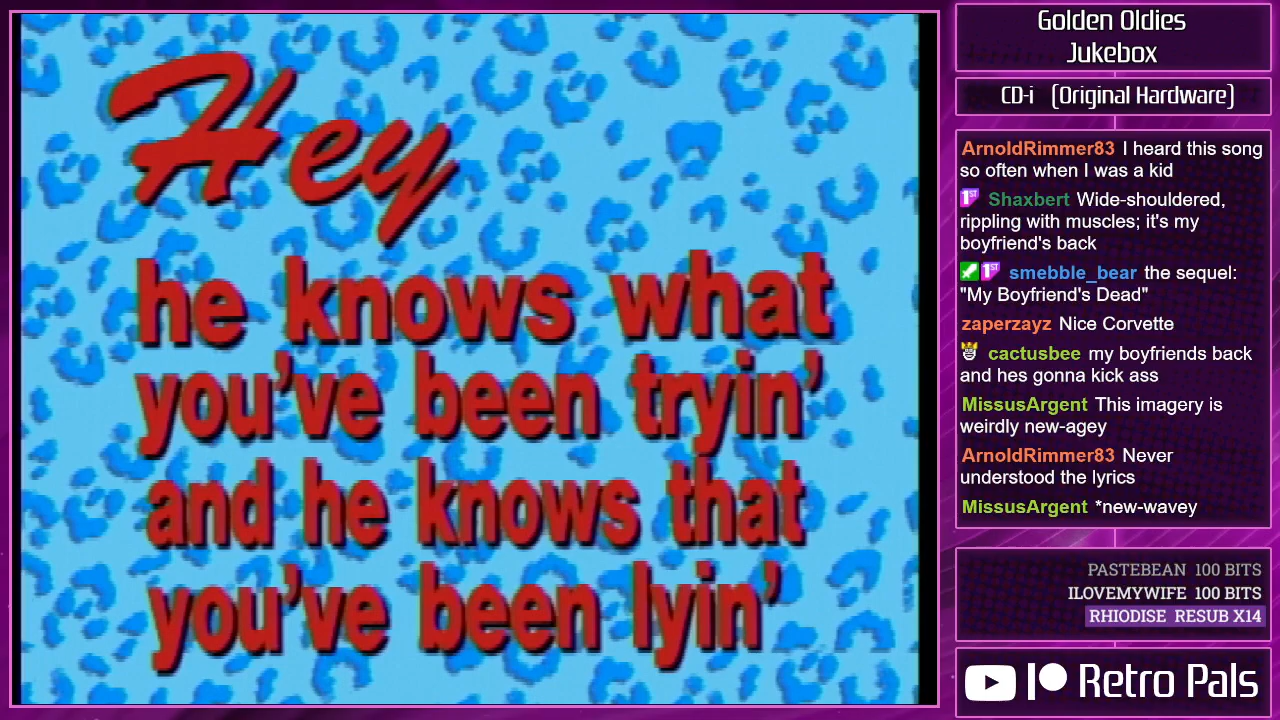 Hey
he knows what
you've been tryin'
and he knows that
you've been lyin'
Golden Oldies
Jukebox
CD-i (Original Hardware)
ArnoldRimmer83 I heard this song
so often when I was a kid
1ST Shaxbert Wide-shouldered,
rippling with muscles; it's my
boyfriend's back
1ST smebble_bear the sequel:
"My Boyfriend's Dead"
zaperzayz Nice Corvette
cactusbee my boyfriends back
and hes gonna kick ass
MissusArgent This imagery is
weirdly new-agey
ArnoldRimmer83 Never
understood the lyrics
MissusArgent *new-wavey
PASTEBEAN 100 BITS
ILOVEMYWIFE 100 BITS
RHIODISE RESUB X14
Retro Pals